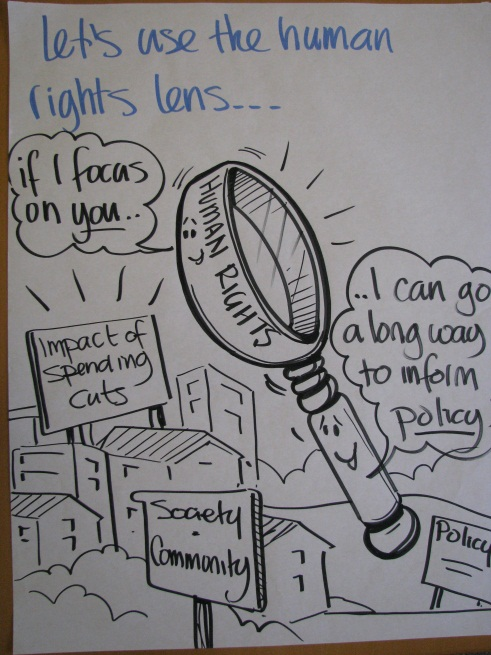 Let's use the human
rights lens---
if I focus
on you..
HUMAN RIGHTS
..I can go
a long way
to inform
policy
Impact of
spending
cuts
Society
·
Community
Policy